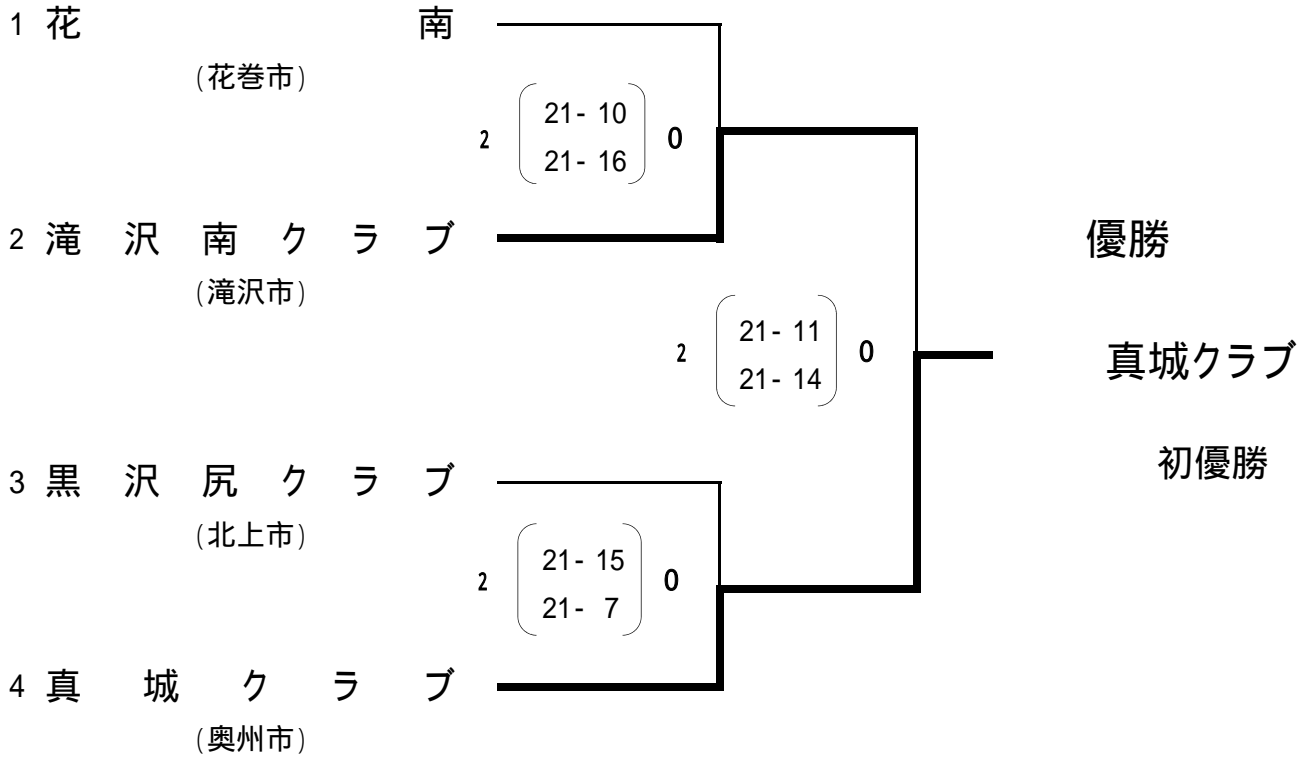 1 花 南
(花巻市)
2 21- 10 0
21- 16
2 滝 沢 南 ク ラ ブ
(滝沢市)
優勝
2 21- 11 0
21- 14
真城クラブ
初優勝
3 黒 沢 尻 ク ラ ブ
(北上市)
2 21- 15 0
21- 7
4 真 城 ク ラ ブ
(奥州市)